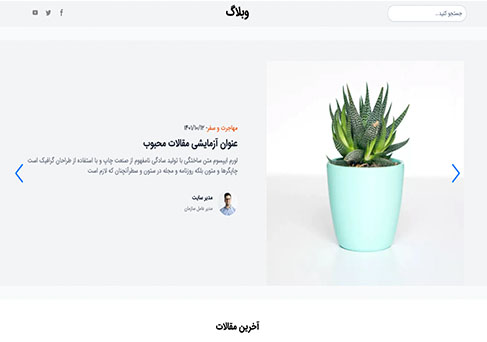 جستجو کنید...
وبلاگ
مهاجرت و سفر- ۱۴۰۱/۱۰/۱۲
عنوان آزمایشی مقالات محبوب
لورم ایپسوم متن ساختگی با تولید سادگی نامفهوم از صنعت چاپ و با استفاده از طراحان گرافیک است
چاپگرها و متون بلکه روزنامه و مجله در ستون و سطرآنچنان که لازم است
مدیر سایت
مدیر عامل سازمان
آخرین مقالات